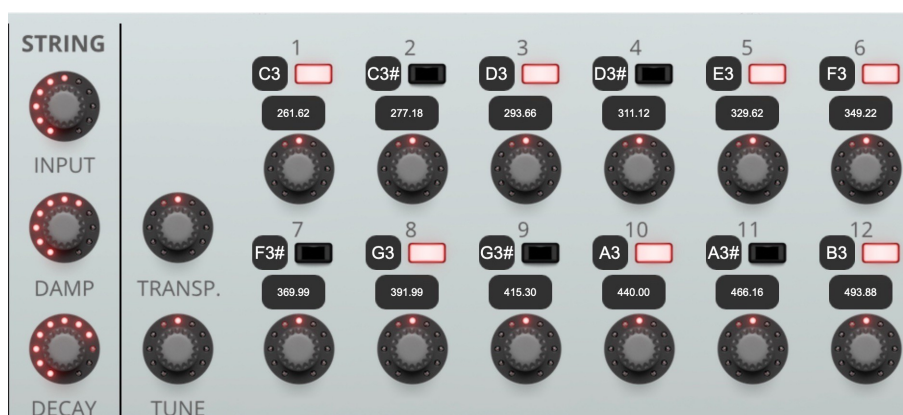 STRING
1 2 3 4 5 6
C3 C3# D3 D3# E3 F3
261.62 277.18 293.66 311.12 329.62 349.22
INPUT
7 8 9 10 11 12
F3# G3 G3# A3 A3# B3
DAMP TRANSP. 369.99 391.99 415.30 440.00 466.16 493.88
DECAY TUNE